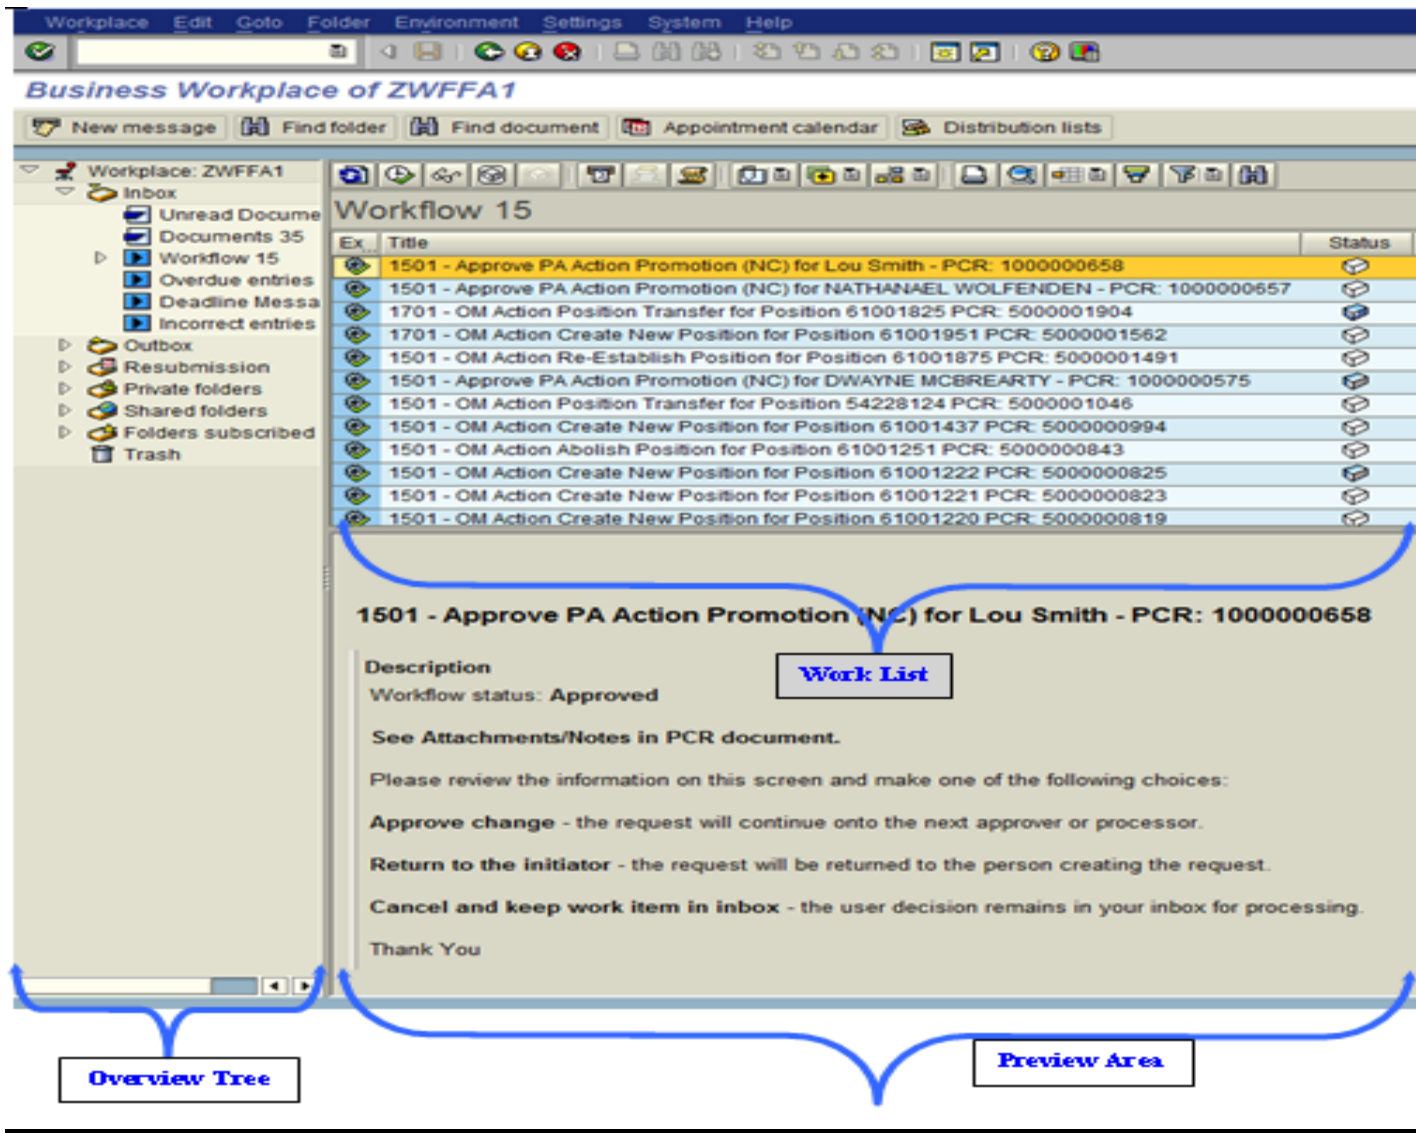 Workplace Edit Goto Folder Environment Settings System Help
Business Workplace of ZWFFA1
New message Find folder Find document Appointment calendar Distribution lists
Workplace: ZWFFA1
Inbox
Unread Docume
Documents 35
Workflow 15
Overdue entries
Deadline Messa
Incorrect entries
Outbox
Resubmission
Private folders
Shared folders
Folders subscribed
Trash
Workflow 15
Ex... Title Status
1501 - Approve PA Action Promotion (NC) for Lou Smith - PCR: 1000000658
1501 - Approve PA Action Promotion (NC) for NATHANAEL WOLFENDEN - PCR: 1000000657
1701 - OM Action Position Transfer for Position 61001825 PCR: 5000001904
1701 - OM Action Create New Position for Position 61001951 PCR: 5000001562
1501 - OM Action Re-Establish Position for Position 61001875 PCR: 5000001491
1501 - Approve PA Action Promotion (NC) for DWAYNE MCBREARTY - PCR: 1000000575
1501 - OM Action Position Transfer for Position 54228124 PCR: 5000001046
1501 - OM Action Create New Position for Position 61001437 PCR: 5000000994
1501 - OM Action Abolish Position for Position 61001251 PCR: 5000000843
1501 - OM Action Create New Position for Position 61001222 PCR: 5000000825
1501 - OM Action Create New Position for Position 61001221 PCR: 5000000823
1501 - OM Action Create New Position for Position 61001220 PCR: 5000000819
1501 - Approve PA Action Promotion (NC) for Lou Smith - PCR: 1000000658
Work List
Description
Workflow status: Approved
See Attachments/Notes in PCR document.
Please review the information on this screen and make one of the following choices:
Approve change - the request will continue onto the next approver or processor.
Return to the initiator - the request will be returned to the person creating the request.
Cancel and keep work item in inbox - the user decision remains in your inbox for processing.
Thank You
Overview Tree
Preview Area